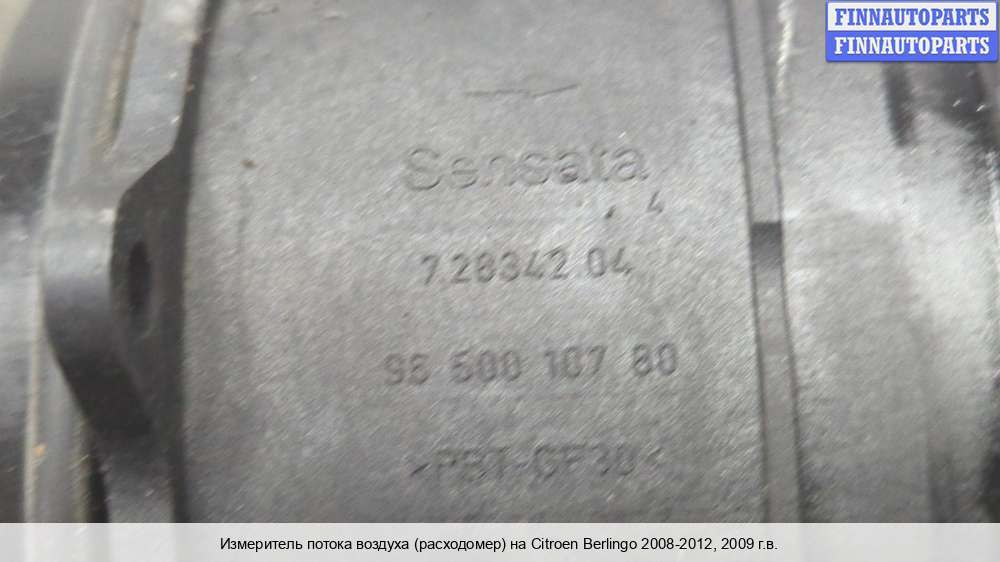 FINNAUTOPARTS
FINNAUTOPARTS
Sensata
4
7.28342 04
96 500 107 80
>PBT-GF30<
Измеритель потока воздуха (расходомер) на Citroen Berlingo 2008-2012, 2009 г.в.